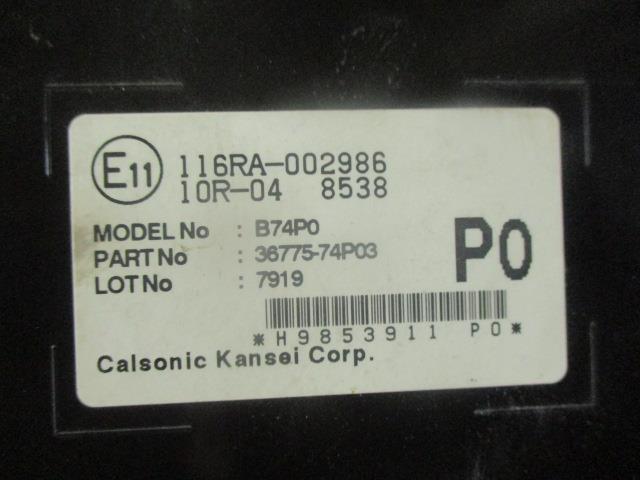 E11 116RA-002986
10R-04 8538
MODEL No : B74P0
PART No : 36775-74P03
LOT No : 7919
P0
*H9853911 P0*
Calsonic Kansei Corp.